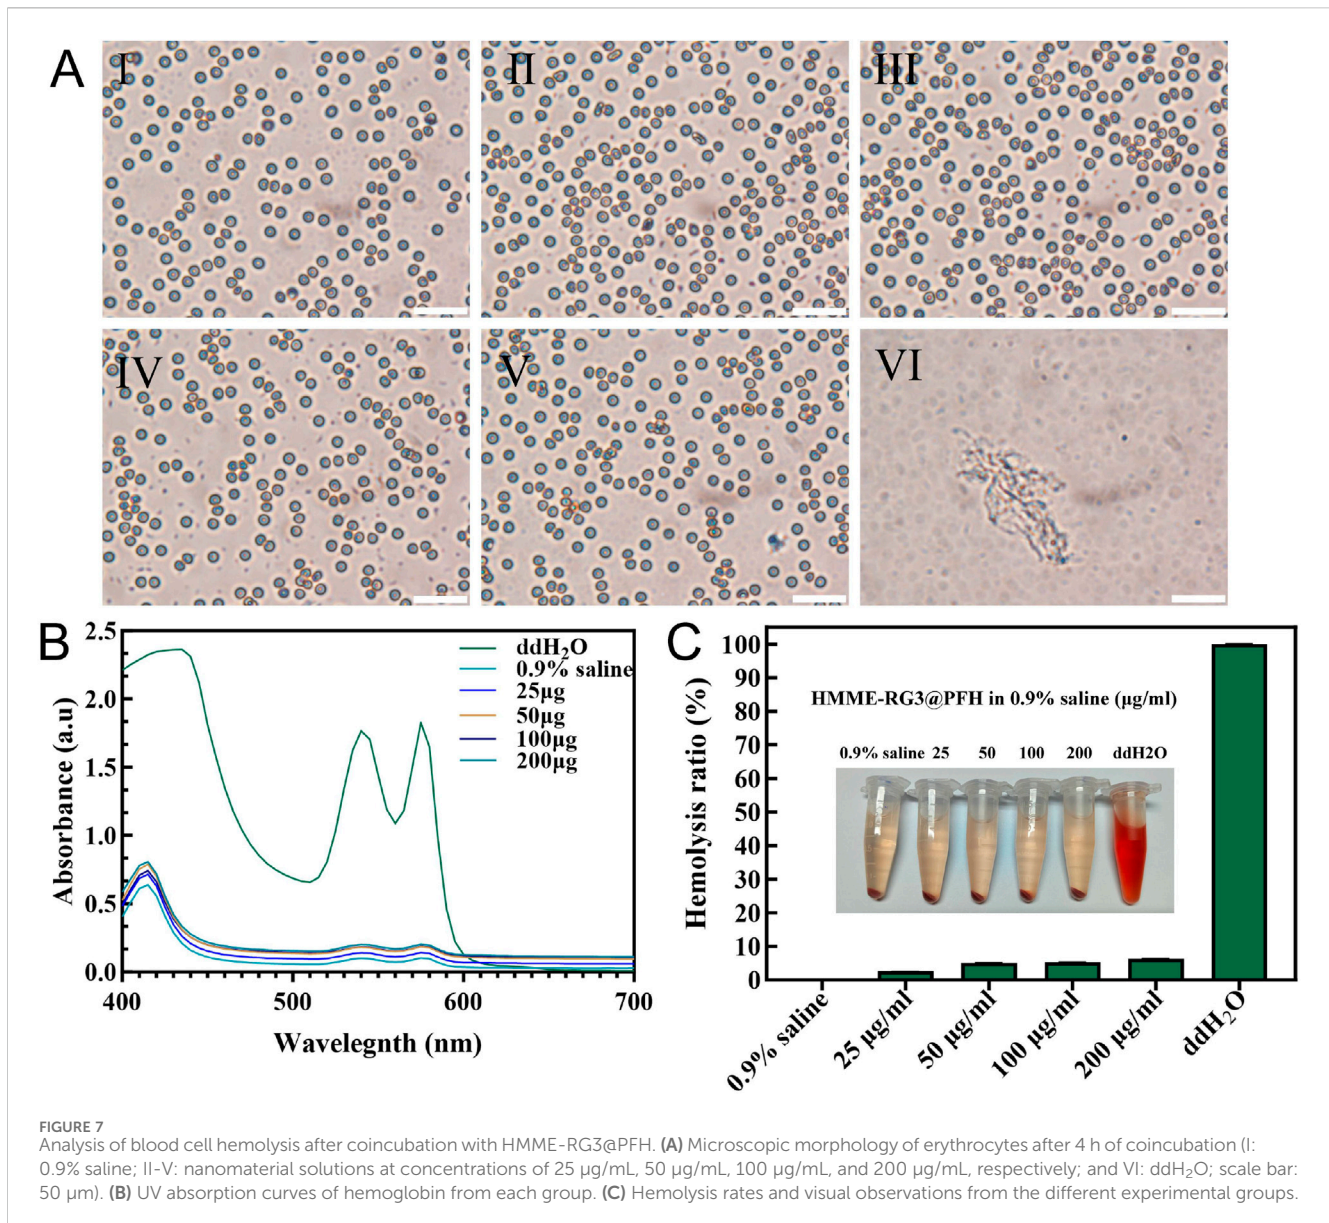 A
I
II
III
IV
V
VI
B
2.5
2.0
1.5
1.0
0.5
0.0
400
500
600
700
Absorbance (a.u)
Wavelegnth (nm)
ddH₂O
0.9% saline
25μg
50μg
100μg
200μg
C
100
90
80
70
60
50
40
30
20
10
0
Hemolysis ratio (%)
HMME-RG3@PFH in 0.9% saline (μg/ml)
0.9% saline 25 50 100 200 ddH2O
0.9% saline
25 μg/ml
50 μg/ml
100 μg/ml
200 μg/ml
ddH₂O
FIGURE 7
Analysis of blood cell hemolysis after coincubation with HMME-RG3@PFH. (A) Microscopic morphology of erythrocytes after 4 h of coincubation (I:
0.9% saline; II-V: nanomaterial solutions at concentrations of 25 μg/mL, 50 μg/mL, 100 μg/mL, and 200 μg/mL, respectively; and VI: ddH₂O; scale bar:
50 μm). (B) UV absorption curves of hemoglobin from each group. (C) Hemolysis rates and visual observations from the different experimental groups.